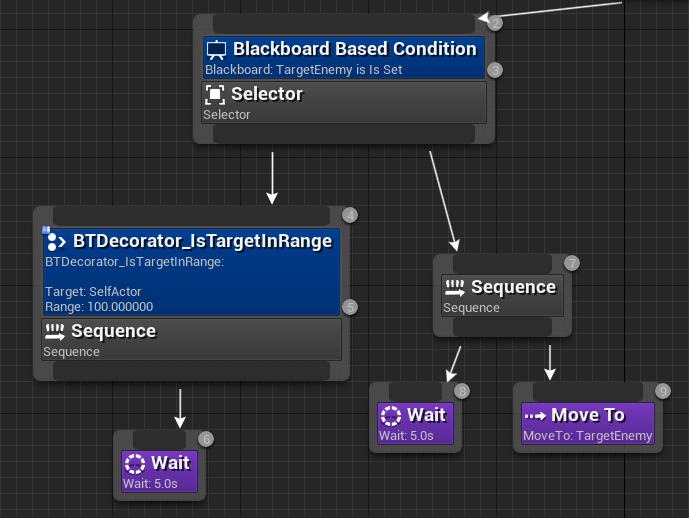 2
Blackboard Based Condition
Blackboard: TargetEnemy is Is Set
3
Selector
Selector
4
BTDecorator_IsTargetInRange
BTDecorator_IsTargetInRange:
Target: SelfActor
Range: 100.000000
5
Sequence
Sequence
7
Sequence
Sequence
6
Wait
Wait: 5.0s
8
Wait
Wait: 5.0s
9
Move To
MoveTo: TargetEnemy